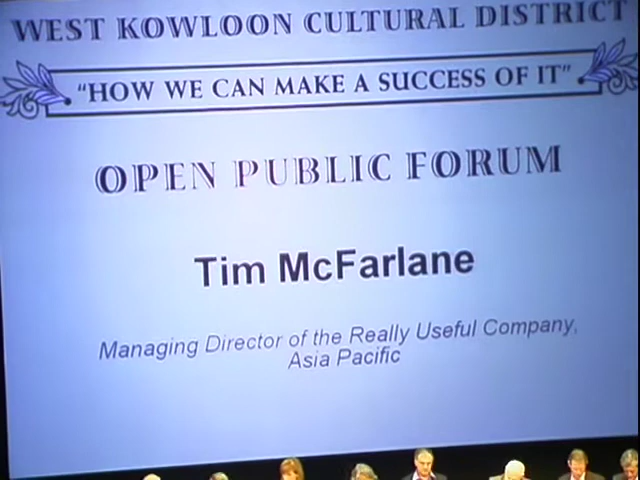 WEST KOWLOON CULTURAL DISTRICT
"HOW WE CAN MAKE A SUCCESS OF IT"
OPEN PUBLIC FORUM
Tim McFarlane
Managing Director of the Really Useful Company,
Asia Pacific